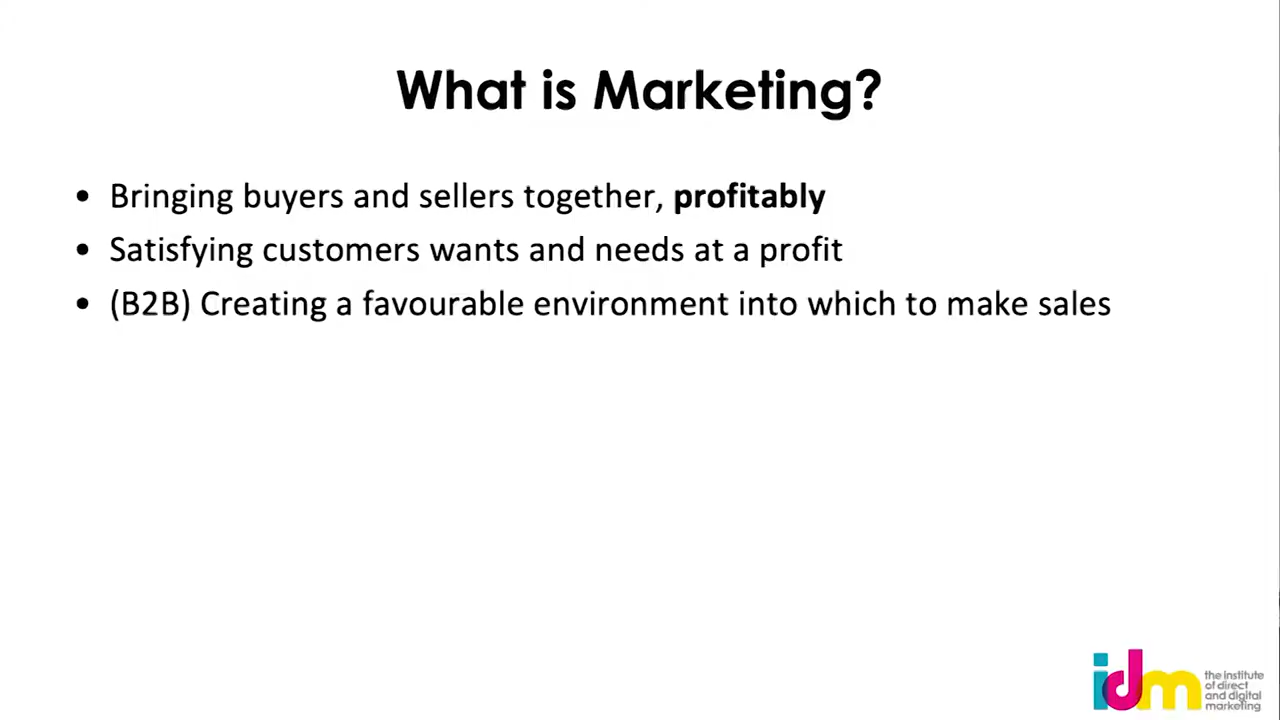 What is Marketing?
• Bringing buyers and sellers together, profitably
• Satisfying customers wants and needs at a profit
• (B2B) Creating a favourable environment into which to make sales
idm
the institute
of direct
and digital
marketing